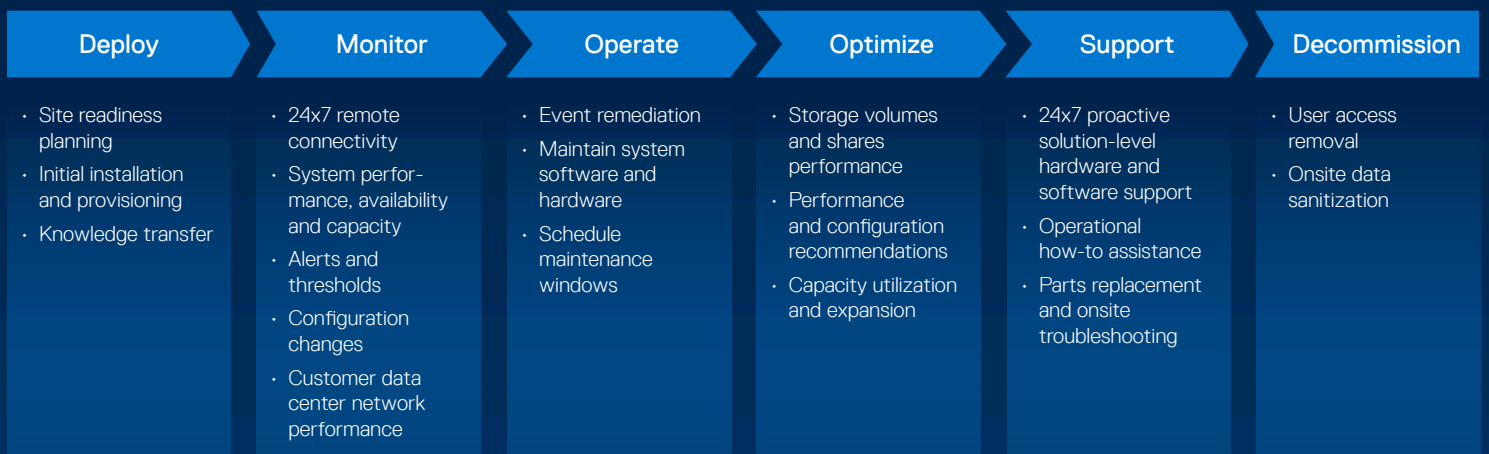 Deploy
• Site readiness
planning
• Initial installation
and provisioning
• Knowledge transfer
Monitor
• 24x7 remote
connectivity
• System perfor-
mance, availability
and capacity
• Alerts and
thresholds
• Configuration
changes
• Customer data
center network
performance
Operate
• Event remediation
• Maintain system
software and
hardware
• Schedule
maintenance
windows
Optimize
• Storage volumes
and shares
performance
• Performance
and configuration
recommendations
• Capacity utilization
and expansion
Support
• 24x7 proactive
solution-level
hardware and
software support
• Operational
how-to assistance
• Parts replacement
and onsite
troubleshooting
Decommission
• User access
removal
• Onsite data
sanitization